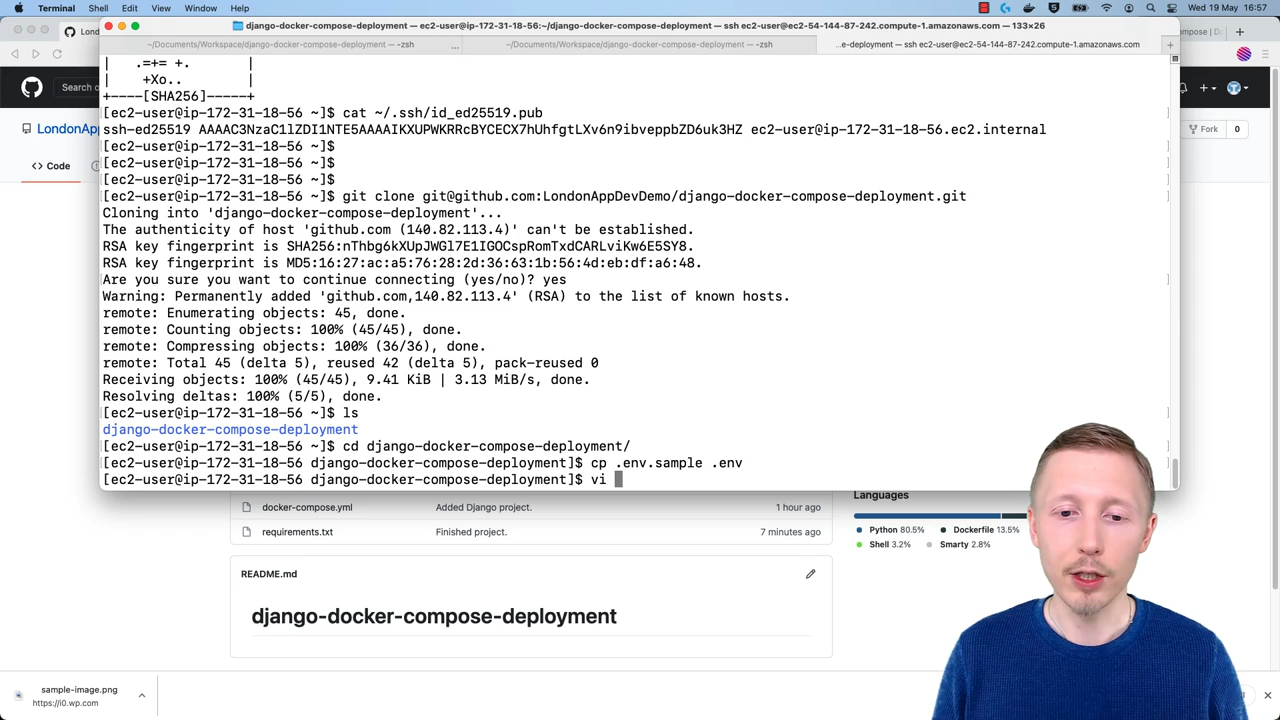 Terminal Shell Edit View Window Help
Wed 19 May 16:57
django-docker-compose-deployment — ec2-user@ip-172-31-18-56:~/django-docker-compose-deployment — ssh ec2-user@ec2-54-144-87-242.compute-1.amazonaws.com — 133×26
~/Documents/Workspace/django-docker-compose-deployment — -zsh
...
~/Documents/Workspace/django-docker-compose-deployment — -zsh
...e-deployment — ssh ec2-user@ec2-54-144-87-242.compute-1.amazonaws.com
+
| .=+= +. |
| +Xo.. |
+----[SHA256]-----+
[ec2-user@ip-172-31-18-56 ~]$ cat ~/.ssh/id_ed25519.pub
ssh-ed25519 AAAAC3NzaC1lZDI1NTE5AAAAIKXUPWKRRcBYCECX7hUhfgtLXv6n9ibveppbZD6uk3HZ ec2-user@ip-172-31-18-56.ec2.internal
[ec2-user@ip-172-31-18-56 ~]$
[ec2-user@ip-172-31-18-56 ~]$
[ec2-user@ip-172-31-18-56 ~]$
[ec2-user@ip-172-31-18-56 ~]$ git clone git@github.com:LondonAppDevDemo/django-docker-compose-deployment.git
Cloning into 'django-docker-compose-deployment'...
The authenticity of host 'github.com (140.82.113.4)' can't be established.
RSA key fingerprint is SHA256:nThbg6kXUpJWGl7E1IGOCspRomTxdCARLviKw6E5SY8.
RSA key fingerprint is MD5:16:27:ac:a5:76:28:2d:36:63:1b:56:4d:eb:df:a6:48.
Are you sure you want to continue connecting (yes/no)? yes
Warning: Permanently added 'github.com,140.82.113.4' (RSA) to the list of known hosts.
remote: Enumerating objects: 45, done.
remote: Counting objects: 100% (45/45), done.
remote: Compressing objects: 100% (36/36), done.
remote: Total 45 (delta 5), reused 42 (delta 5), pack-reused 0
Receiving objects: 100% (45/45), 9.41 KiB | 3.13 MiB/s, done.
Resolving deltas: 100% (5/5), done.
[ec2-user@ip-172-31-18-56 ~]$ ls
django-docker-compose-deployment
[ec2-user@ip-172-31-18-56 ~]$ cd django-docker-compose-deployment/
[ec2-user@ip-172-31-18-56 django-docker-compose-deployment]$ cp .env.sample .env
[ec2-user@ip-172-31-18-56 django-docker-compose-deployment]$ vi
Lond
Search
LondonApp
Fork 0
Code
docker-compose.yml Added Django project. 1 hour ago
requirements.txt Finished project. 7 minutes ago
Languages
Python 80.5% Dockerfile 13.5%
Shell 3.2% Smarty 2.8%
README.md
django-docker-compose-deployment
sample-image.png
https://i0.wp.com